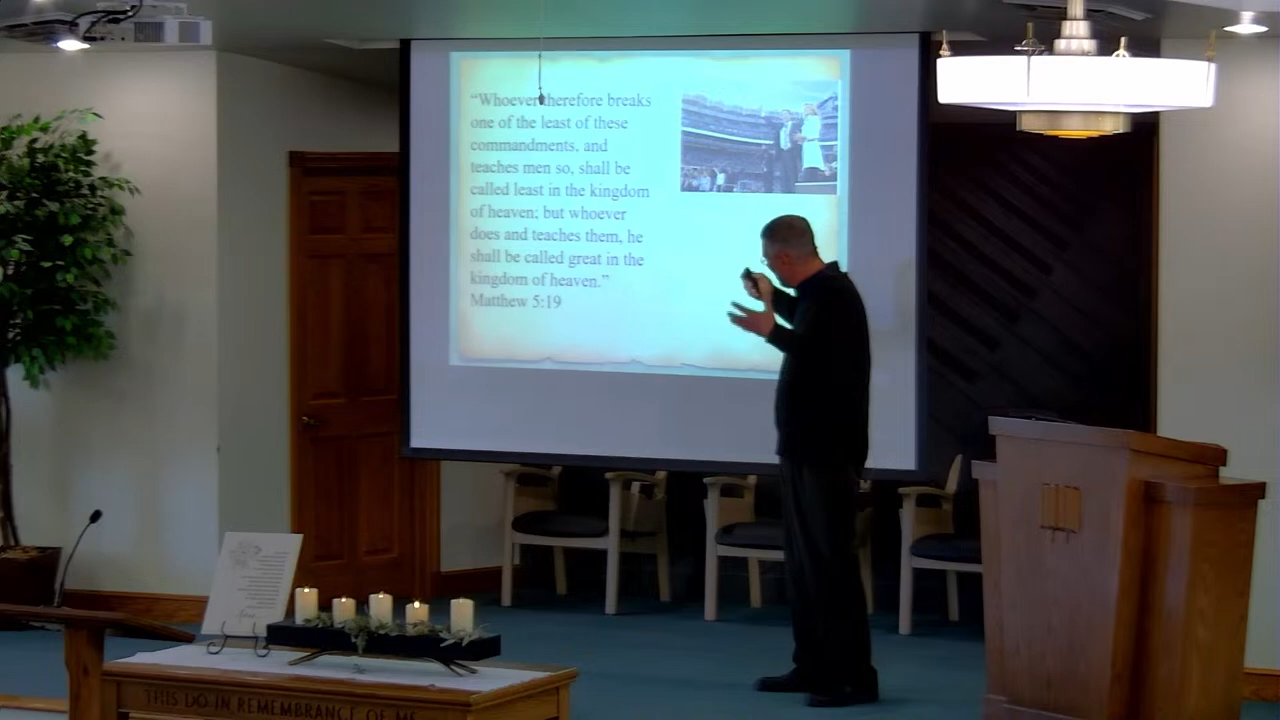 “Whoever therefore breaks
one of the least of these
commandments, and
teaches men so, shall be
called least in the kingdom
of heaven; but whoever
does and teaches them, he
shall be called great in the
kingdom of heaven.”
Matthew 5:19
THIS DO IN REMEMBRANCE OF ME